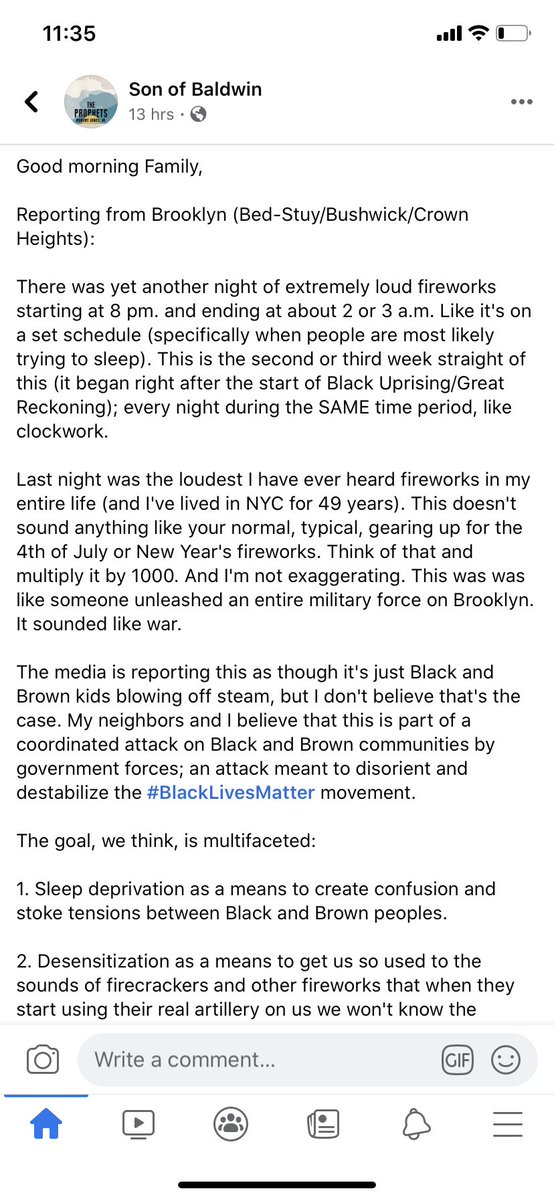 11:35
Son of Baldwin
13 hrs ·
THE
PROPHETS
ROBERT JONES, JR.
Good morning Family,
Reporting from Brooklyn (Bed-Stuy/Bushwick/Crown
Heights):
There was yet another night of extremely loud fireworks
starting at 8 pm. and ending at about 2 or 3 a.m. Like it's on
a set schedule (specifically when people are most likely
trying to sleep). This is the second or third week straight of
this (it began right after the start of Black Uprising/Great
Reckoning); every night during the SAME time period, like
clockwork.
Last night was the loudest I have ever heard fireworks in my
entire life (and I've lived in NYC for 49 years). This doesn't
sound anything like your normal, typical, gearing up for the
4th of July or New Year's fireworks. Think of that and
multiply it by 1000. And I'm not exaggerating. This was was
like someone unleashed an entire military force on Brooklyn.
It sounded like war.
The media is reporting this as though it's just Black and
Brown kids blowing off steam, but I don't believe that's the
case. My neighbors and I believe that this is part of a
coordinated attack on Black and Brown communities by
government forces; an attack meant to disorient and
destabilize the #BlackLivesMatter movement.
The goal, we think, is multifaceted:
1. Sleep deprivation as a means to create confusion and
stoke tensions between Black and Brown peoples.
2. Desensitization as a means to get us so used to the
sounds of firecrackers and other fireworks that when they
start using their real artillery on us we won't know the
Write a comment...
GIF